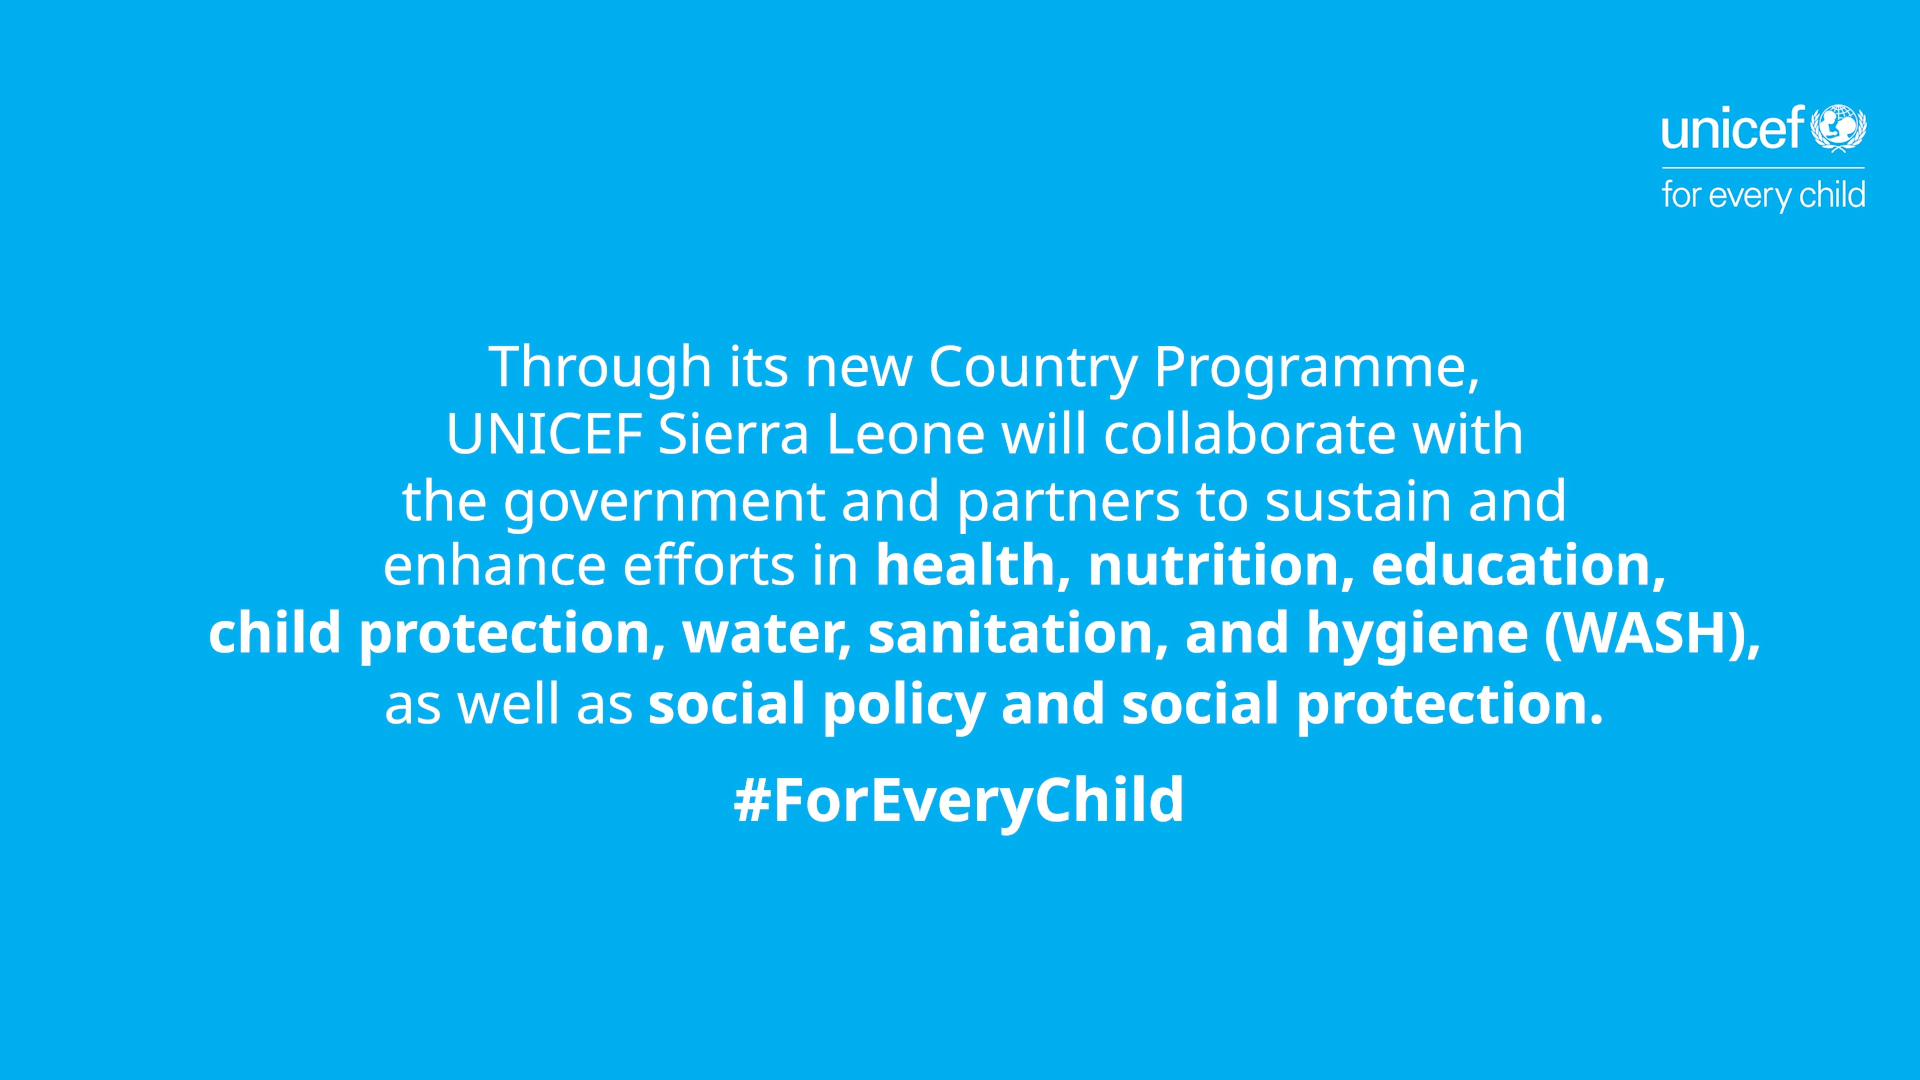 unicef
for every child
Through its new Country Programme,
UNICEF Sierra Leone will collaborate with
the government and partners to sustain and
enhance efforts in health, nutrition, education,
child protection, water, sanitation, and hygiene (WASH),
as well as social policy and social protection.
#ForEveryChild